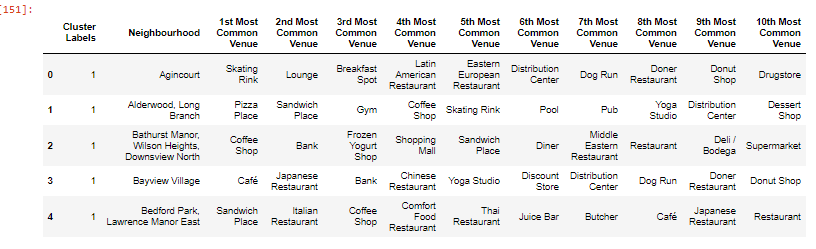 [151]:
Cluster Labels Neighbourhood 1st Most Common Venue 2nd Most Common Venue 3rd Most Common Venue 4th Most Common Venue 5th Most Common Venue 6th Most Common Venue 7th Most Common Venue 8th Most Common Venue 9th Most Common Venue 10th Most Common Venue
0 1 Agincourt Skating Rink Lounge Breakfast Spot Latin American Restaurant Eastern European Restaurant Distribution Center Dog Run Doner Restaurant Donut Shop Drugstore
1 1 Alderwood, Long Branch Pizza Place Sandwich Place Gym Coffee Shop Skating Rink Pool Pub Yoga Studio Distribution Center Dessert Shop
2 1 Bathurst Manor, Wilson Heights, Downsview North Coffee Shop Bank Frozen Yogurt Shop Shopping Mall Sandwich Place Diner Middle Eastern Restaurant Restaurant Deli / Bodega Supermarket
3 1 Bayview Village Café Japanese Restaurant Bank Chinese Restaurant Yoga Studio Discount Store Distribution Center Dog Run Doner Restaurant Donut Shop
4 1 Bedford Park, Lawrence Manor East Sandwich Place Italian Restaurant Coffee Shop Comfort Food Restaurant Thai Restaurant Juice Bar Butcher Café Japanese Restaurant Restaurant